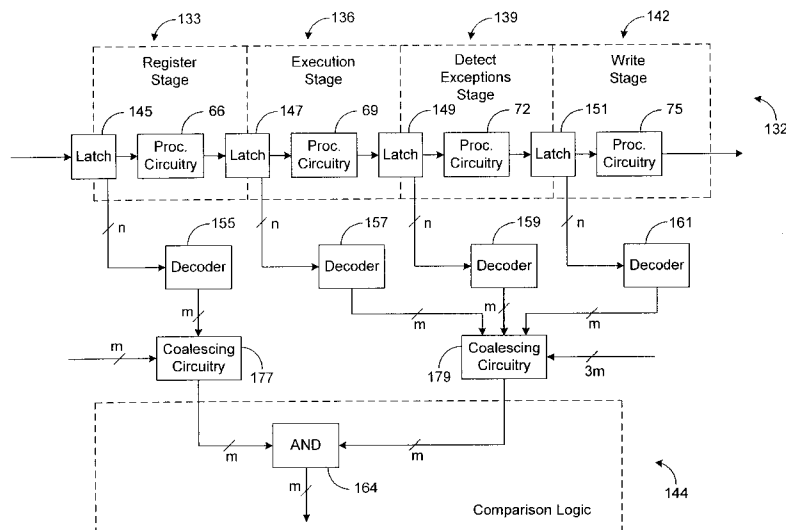 133
136
139
142
Register
Stage
Execution
Stage
Detect
Exceptions
Stage
Write
Stage
145
66
147
69
149
72
151
75
132
Latch
Proc.
Circuitry
Latch
Proc.
Circuitry
Latch
Proc.
Circuitry
Latch
Proc.
Circuitry
n
n
n
n
155
157
159
161
Decoder
Decoder
Decoder
Decoder
m
m
m
m
m
Coalescing
Circuitry
177
Coalescing
Circuitry
179
3m
m
AND
m
m
164
144
Comparison Logic